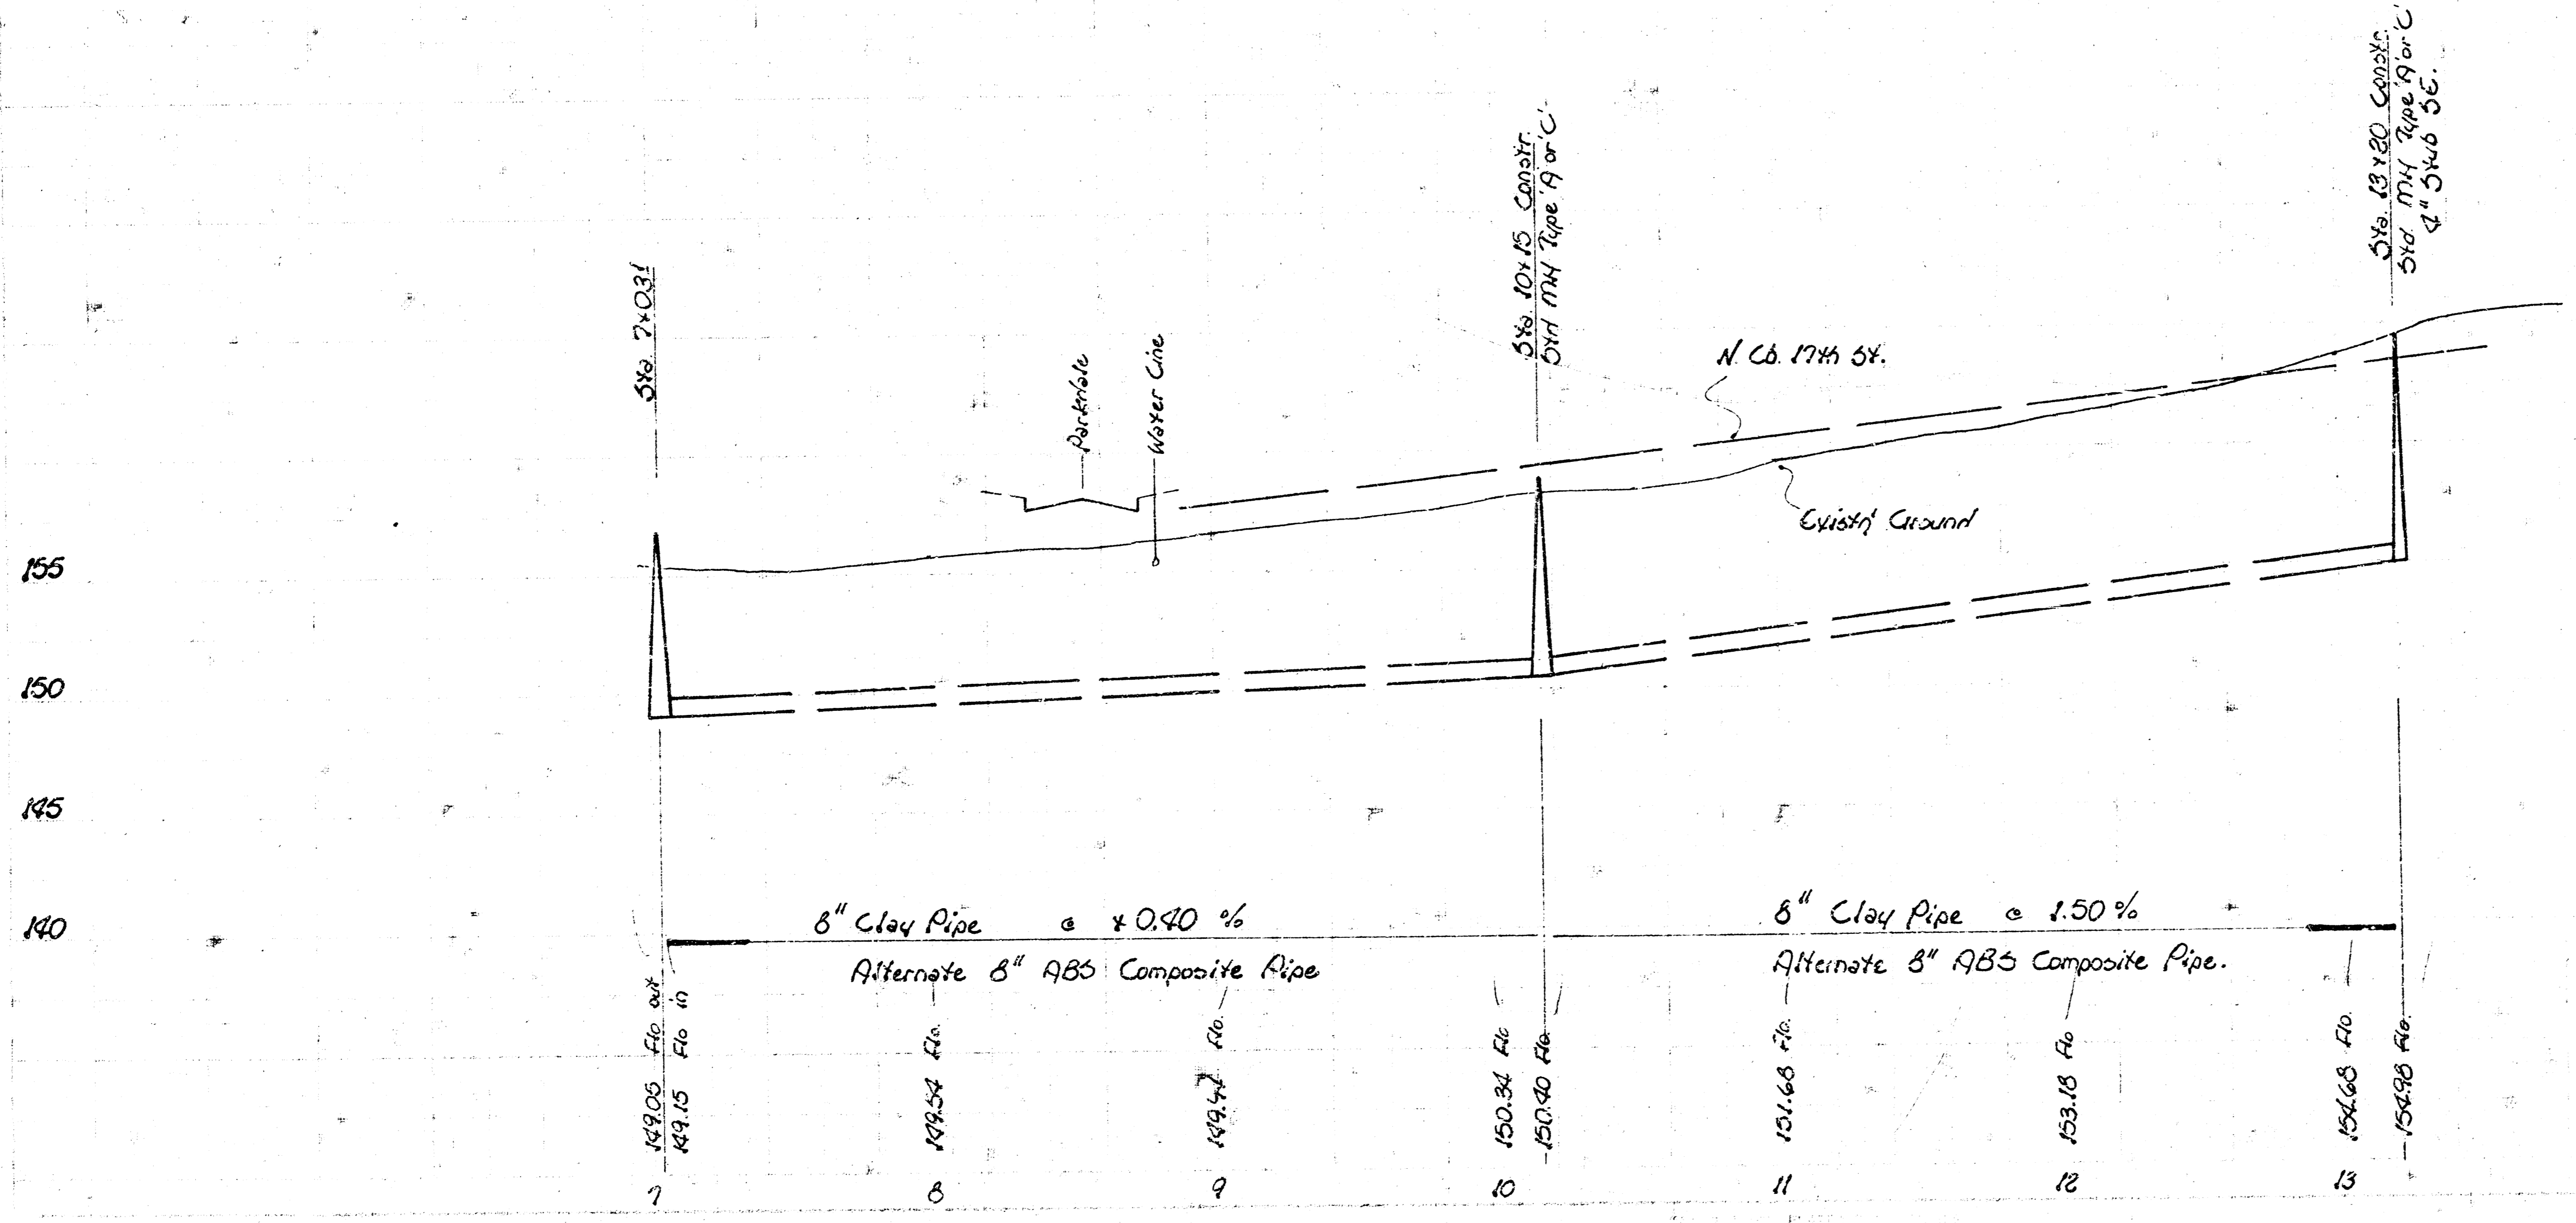 Sta. 13+20 Constr.
Std. MH Type 'A' or 'C'
4" Stub SE.
Sta. 10+15 Constr.
Std MH Type 'A' or 'C'
Sta. 7+03
Parkdale
Water Line
N. Cb. 17th St.
Exist'g Ground
155
150
145
140
8" Clay Pipe @ + 0.40 %
Alternate 8" ABS Composite Pipe
8" Clay Pipe @ 1.50 %
Alternate 8" ABS Composite Pipe.
149.05 Flo out
149.15 Flo in
149.54 Flo.
Flo.
150.34 Flo
150.40 Flo.
151.68 Flo.
153.18 Flo
154.68 Flo.
154.98 Flo.
7 8 9 10 11 12 13